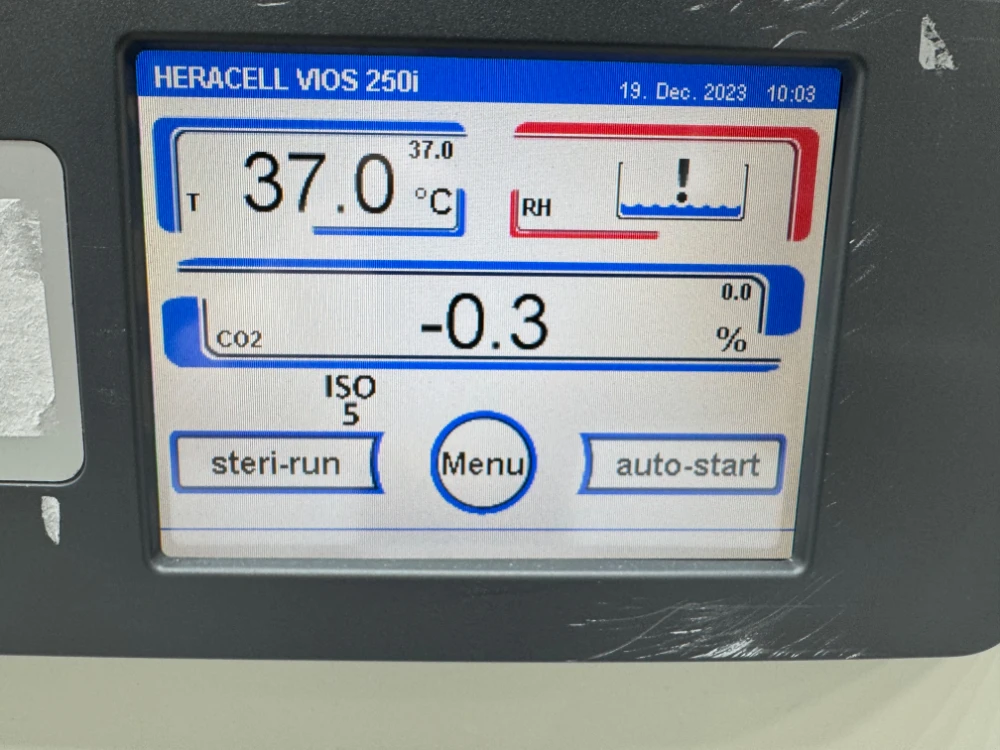 HERACELL VIOS 250i
19. Dec. 2023 10:03
T 37.0 °C 37.0
RH !
CO2 -0.3 % 0.0
ISO
5
steri-run
Menu
auto-start